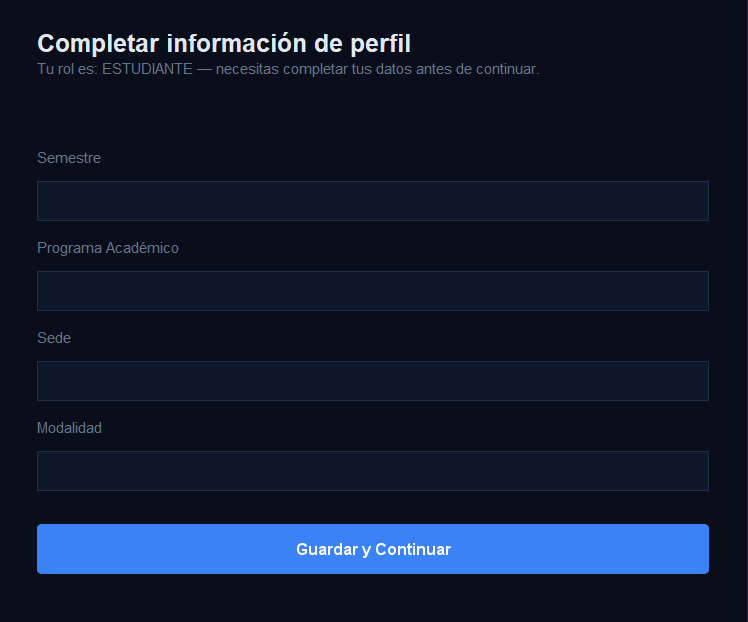 Completar información de perfil
Tu rol es: ESTUDIANTE — necesitas completar tus datos antes de continuar.
Semestre
Programa Académico
Sede
Modalidad
Guardar y Continuar